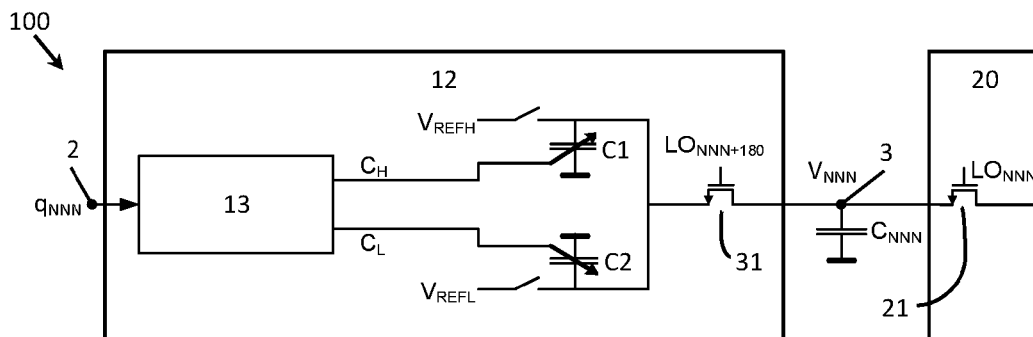 100
12
20
V_REFH
C1
LO_NNN+180
2
C_H
V_NNN
3
LO_NNN
q_NNN
13
C_L
C_NNN
C2
31
V_REFL
21